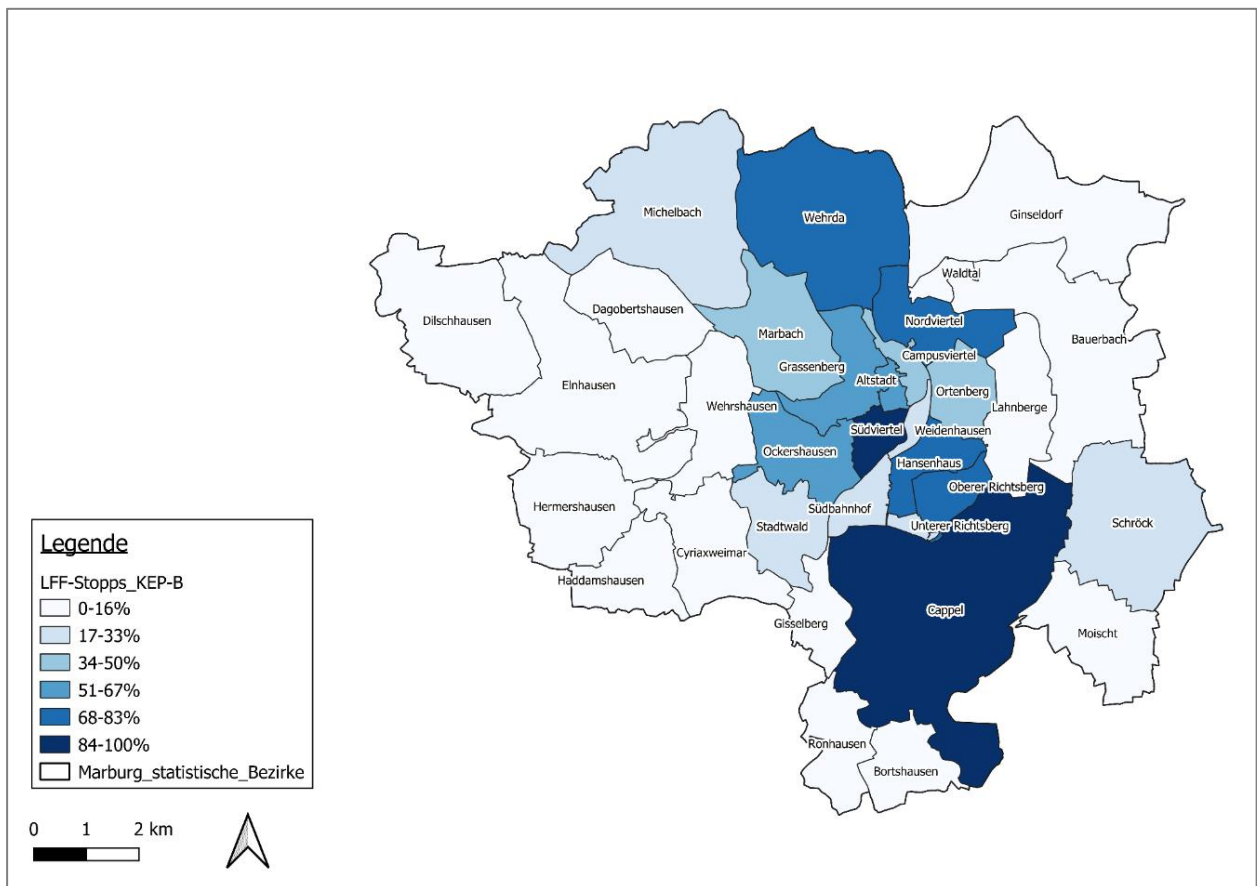 Michelbach
Wehrda
Ginseldorf
Waldtal
Dilschhausen
Dagobertshausen
Nordviertel
Marbach
Bauerbach
Campusviertel
Grassenberg
Elnhausen
Altstadt
Ortenberg
Wehrshausen
Lahnberge
Südviertel
Weidenhausen
Ockershausen
Hansenhaus
Oberer Richtsberg
Hermershausen
Südbahnhof
Stadtwald
Unterer Richtsberg
Schröck
Cyriaxweimar
Haddamshausen
Cappel
Gisselberg
Moischt
Ronhausen
Bortshausen
Legende
LFF-Stopps_KEP-B
0-16%
17-33%
34-50%
51-67%
68-83%
84-100%
Marburg_statistische_Bezirke
0 1 2 km